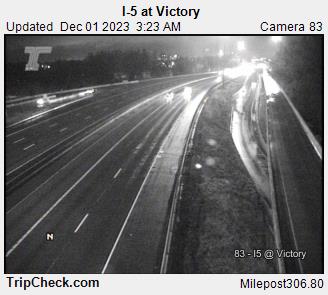 I-5 at Victory
Updated Dec 01 2023 3:23 AM Camera 83
T
N
83 - I5 @ Victory
TripCheck.com Milepost306.80